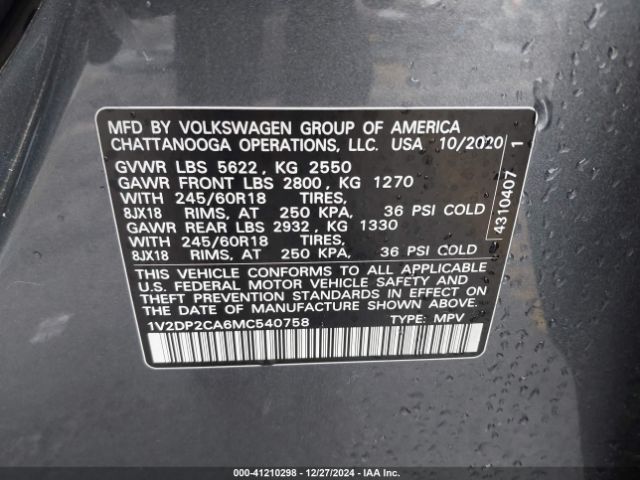 MFD BY VOLKSWAGEN GROUP OF AMERICA
CHATTANOOGA OPERATIONS, LLC. USA 10/2020
GVWR LBS 5622 , KG 2550
GAWR FRONT LBS 2800 , KG 1270
WITH 245/60R18 TIRES,
8JX18 RIMS, AT 250 KPA, 36 PSI COLD
GAWR REAR LBS 2932 , KG 1330
WITH 245/60R18 TIRES,
8JX18 RIMS, AT 250 KPA, 36 PSI COLD
THIS VEHICLE CONFORMS TO ALL APPLICABLE
U.S. FEDERAL MOTOR VEHICLE SAFETY AND
THEFT PREVENTION STANDARDS IN EFFECT ON
THE DATE OF MANUFACTURE SHOWN ABOVE.
1V2DP2CA6MC540758 TYPE: MPV
4310407 1
000-41210298 - 12/27/2024 - IAA Inc.